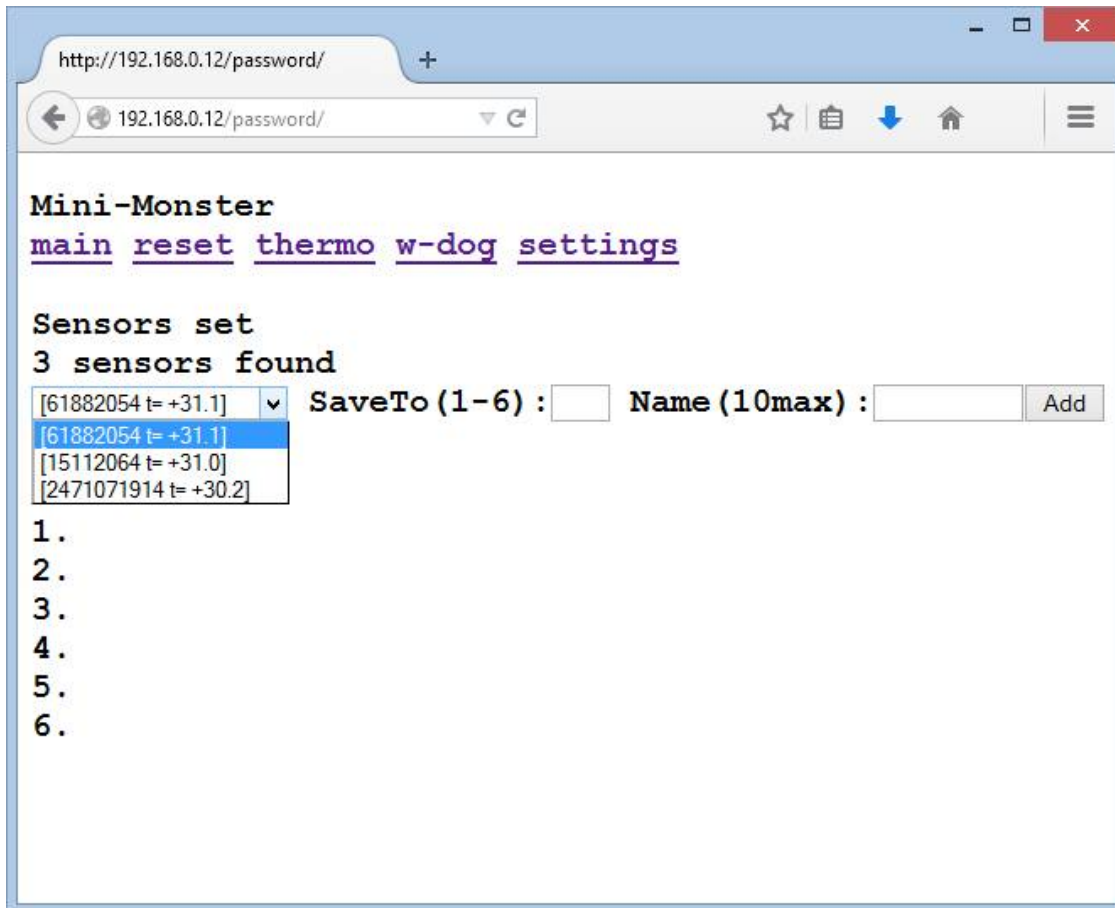 http://192.168.0.12/password/
192.168.0.12/password/
Mini-Monster
main reset thermo w-dog settings
Sensors set
3 sensors found
[61882054 t= +31.1] SaveTo(1-6): Name(10max): Add
[61882054 t= +31.1]
[15112064 t= +31.0]
[2471071914 t= +30.2]
1.
2.
3.
4.
5.
6.